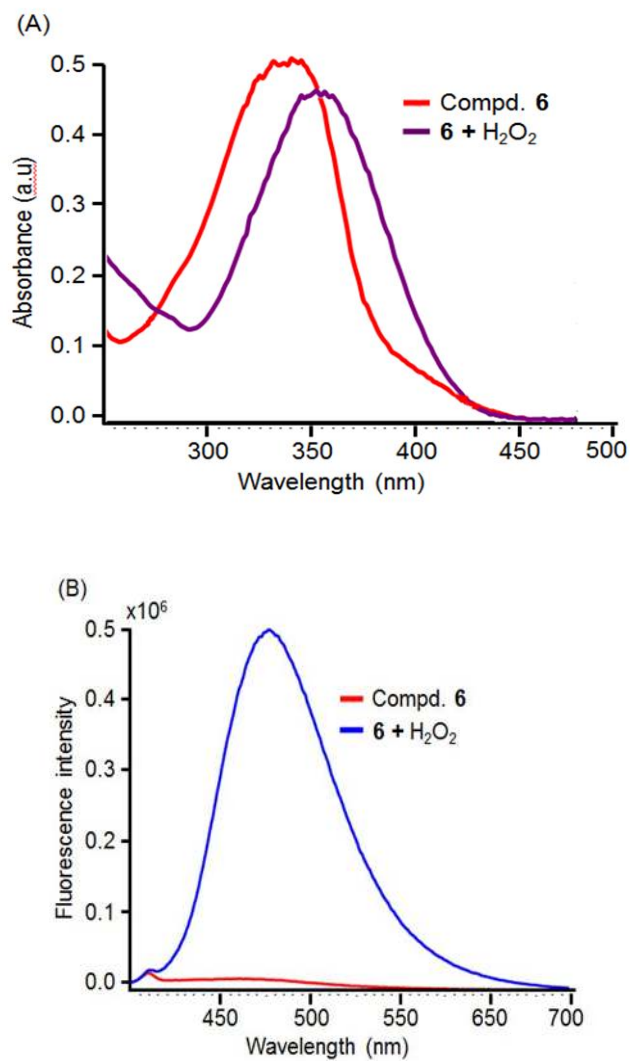 (A)
0.5
0.4
0.3
0.2
0.1
0.0
Absorbance (a.u)
Compd. 6
6 + H₂O₂
300 350 400 450 500
Wavelength (nm)
(B)
x10⁶
0.5
0.4
0.3
0.2
0.1
0.0
Fluorescence intensity
Compd. 6
6 + H₂O₂
450 500 550 650 700
Wavelength (nm)